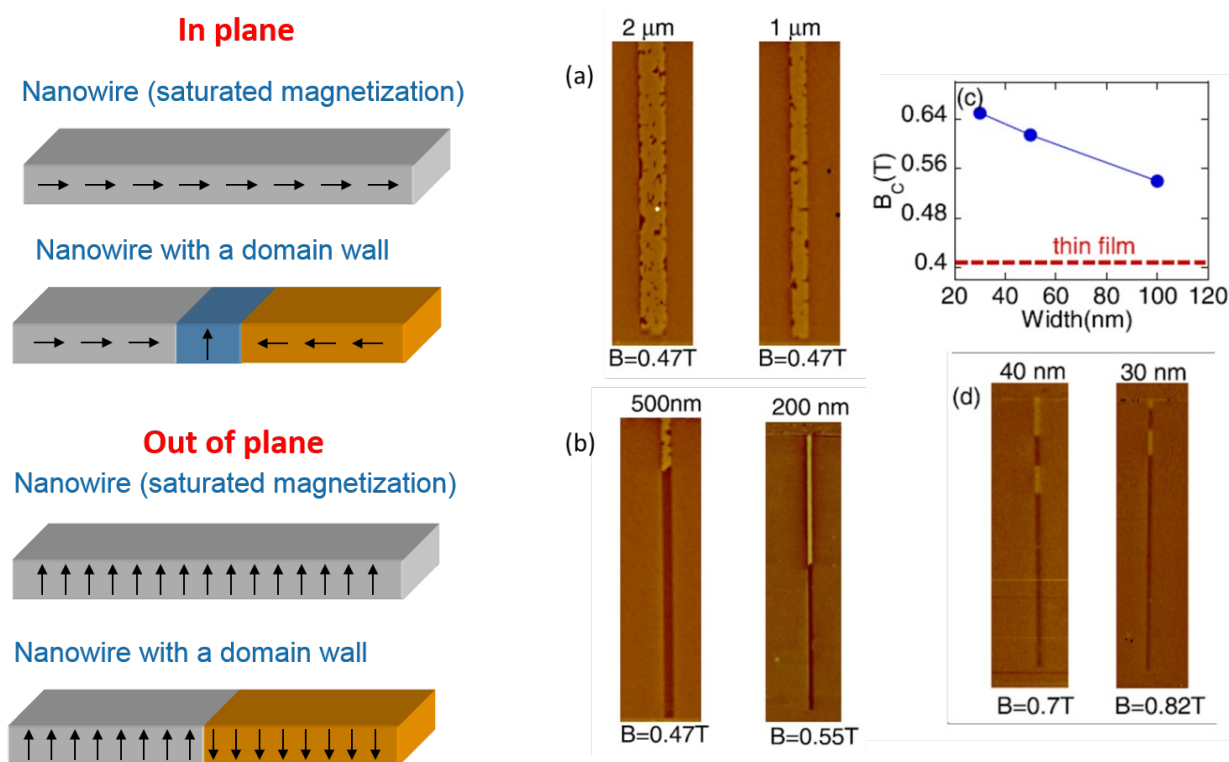 In plane
Nanowire (saturated magnetization)
Nanowire with a domain wall
Out of plane
Nanowire (saturated magnetization)
Nanowire with a domain wall
(a)
2 μm
1 μm
B=0.47T
B=0.47T
(b)
500nm
200 nm
B=0.47T
B=0.55T
(c)
0.64
0.56
0.48
0.4
B_C(T)
thin film
20
40
60
80
100
120
Width(nm)
(d)
40 nm
30 nm
B=0.7T
B=0.82T